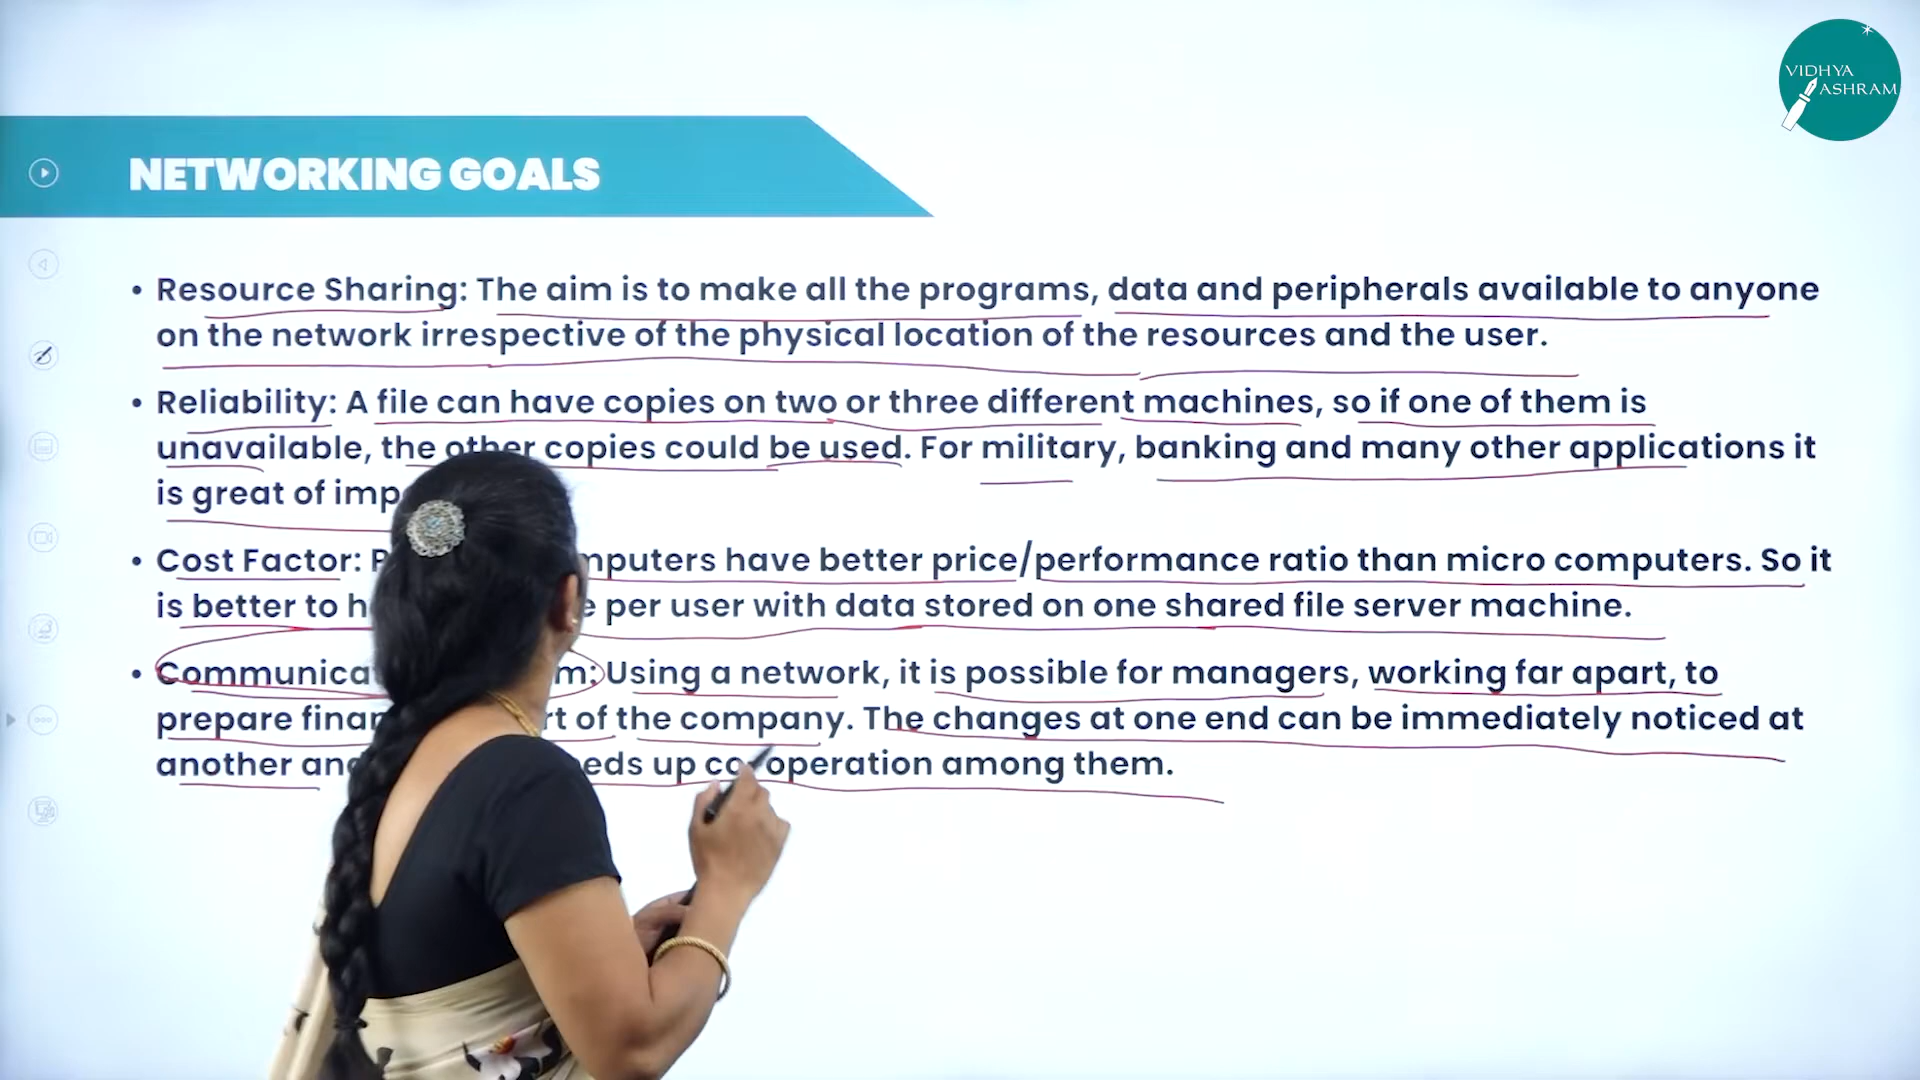 VIDHYA
ASHRAM
NETWORKING GOALS
• Resource Sharing: The aim is to make all the programs, data and peripherals available to anyone
on the network irrespective of the physical location of the resources and the user.
• Reliability: A file can have copies on two or three different machines, so if one of them is
unavailable, the other copies could be used. For military, banking and many other applications it
is great of imp
• Cost Factor: P mputers have better price/performance ratio than micro computers. So it
is better to h e per user with data stored on one shared file server machine.
• Communica m: Using a network, it is possible for managers, working far apart, to
prepare finan rt of the company. The changes at one end can be immediately noticed at
another and eeds up co-operation among them.